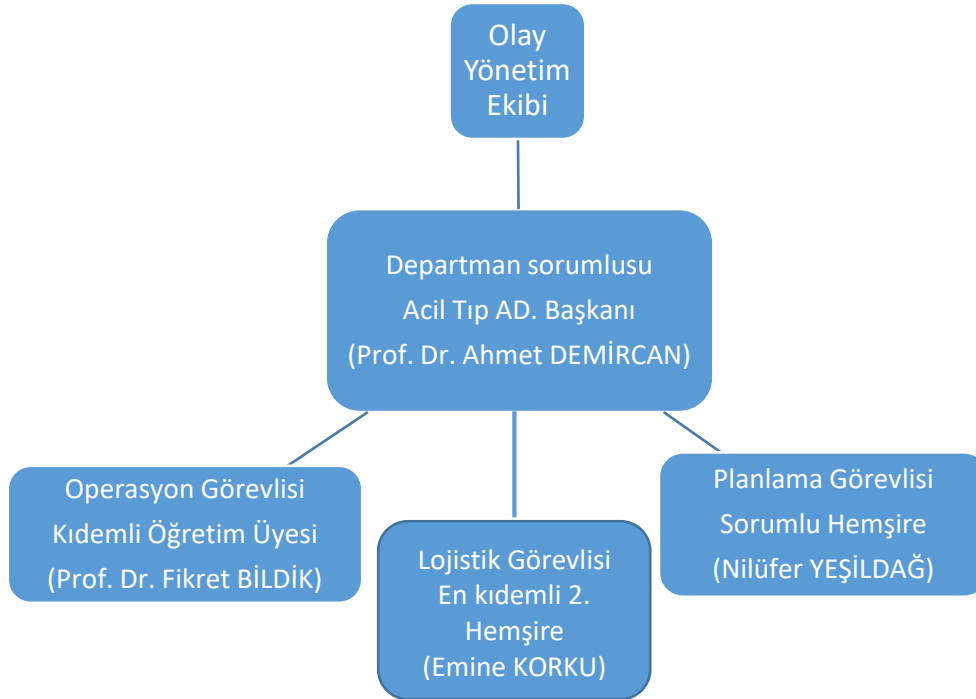 Olay
Yönetim
Ekibi
Departman sorumlusu
Acil Tıp AD. Başkanı
(Prof. Dr. Ahmet DEMİRCAN)
Operasyon Görevlisi
Kıdemli Öğretim Üyesi
(Prof. Dr. Fikret BİLDİK)
Lojistik Görevlisi
En kıdemli 2.
Hemşire
(Emine KORKU)
Planlama Görevlisi
Sorumlu Hemşire
(Nilüfer YEŞİLDAĞ)